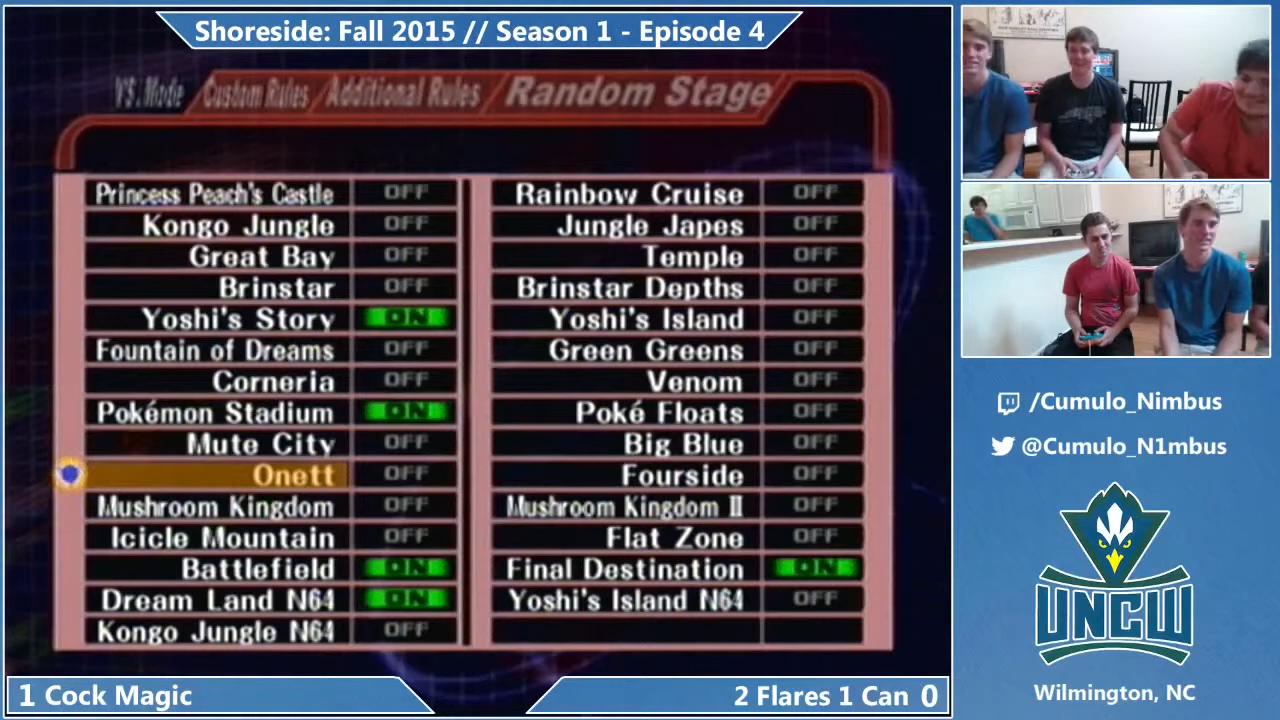 Shoreside: Fall 2015 // Season 1 - Episode 4
VS. Mode Custom Rules Additional Rules Random Stage
Princess Peach's Castle OFF Rainbow Cruise OFF
Kongo Jungle OFF Jungle Japes OFF
Great Bay OFF Temple OFF
Brinstar OFF Brinstar Depths OFF
Yoshi's Story ON Yoshi's Island OFF
Fountain of Dreams OFF Green Greens OFF
Corneria OFF Venom OFF
Pokémon Stadium ON Poké Floats OFF
Mute City OFF Big Blue OFF
Onett OFF Fourside OFF
Mushroom Kingdom OFF Mushroom Kingdom II OFF
Icicle Mountain OFF Flat Zone OFF
Battlefield ON Final Destination ON
Dream Land N64 ON Yoshi's Island N64 OFF
Kongo Jungle N64 OFF
1 Cock Magic
2 Flares 1 Can 0
/Cumulo_Nimbus
@Cumulo_N1mbus
UNCW
Wilmington, NC